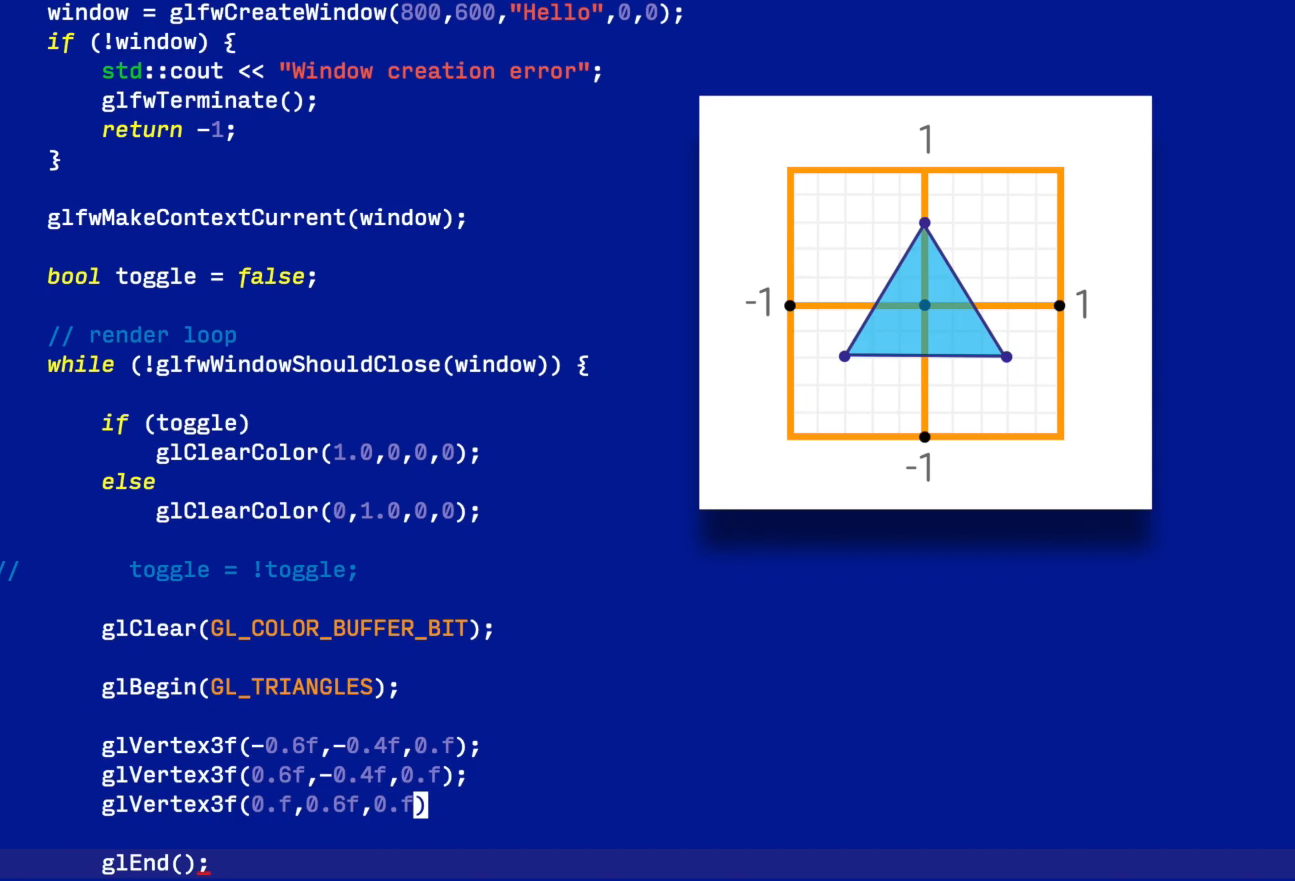 window = glfwCreateWindow(800,600,"Hello",0,0);
if (!window) {
std::cout << "Window creation error";
glfwTerminate();
return -1;
}
glfwMakeContextCurrent(window);
bool toggle = false;
// render loop
while (!glfwWindowShouldClose(window)) {
if (toggle)
glClearColor(1.0,0,0,0);
else
glClearColor(0,1.0,0,0);
// toggle = !toggle;
glClear(GL_COLOR_BUFFER_BIT);
glBegin(GL_TRIANGLES);
glVertex3f(-0.6f,-0.4f,0.f);
glVertex3f(0.6f,-0.4f,0.f);
glVertex3f(0.f,0.6f,0.f)
glEnd();
1
-1
1
-1